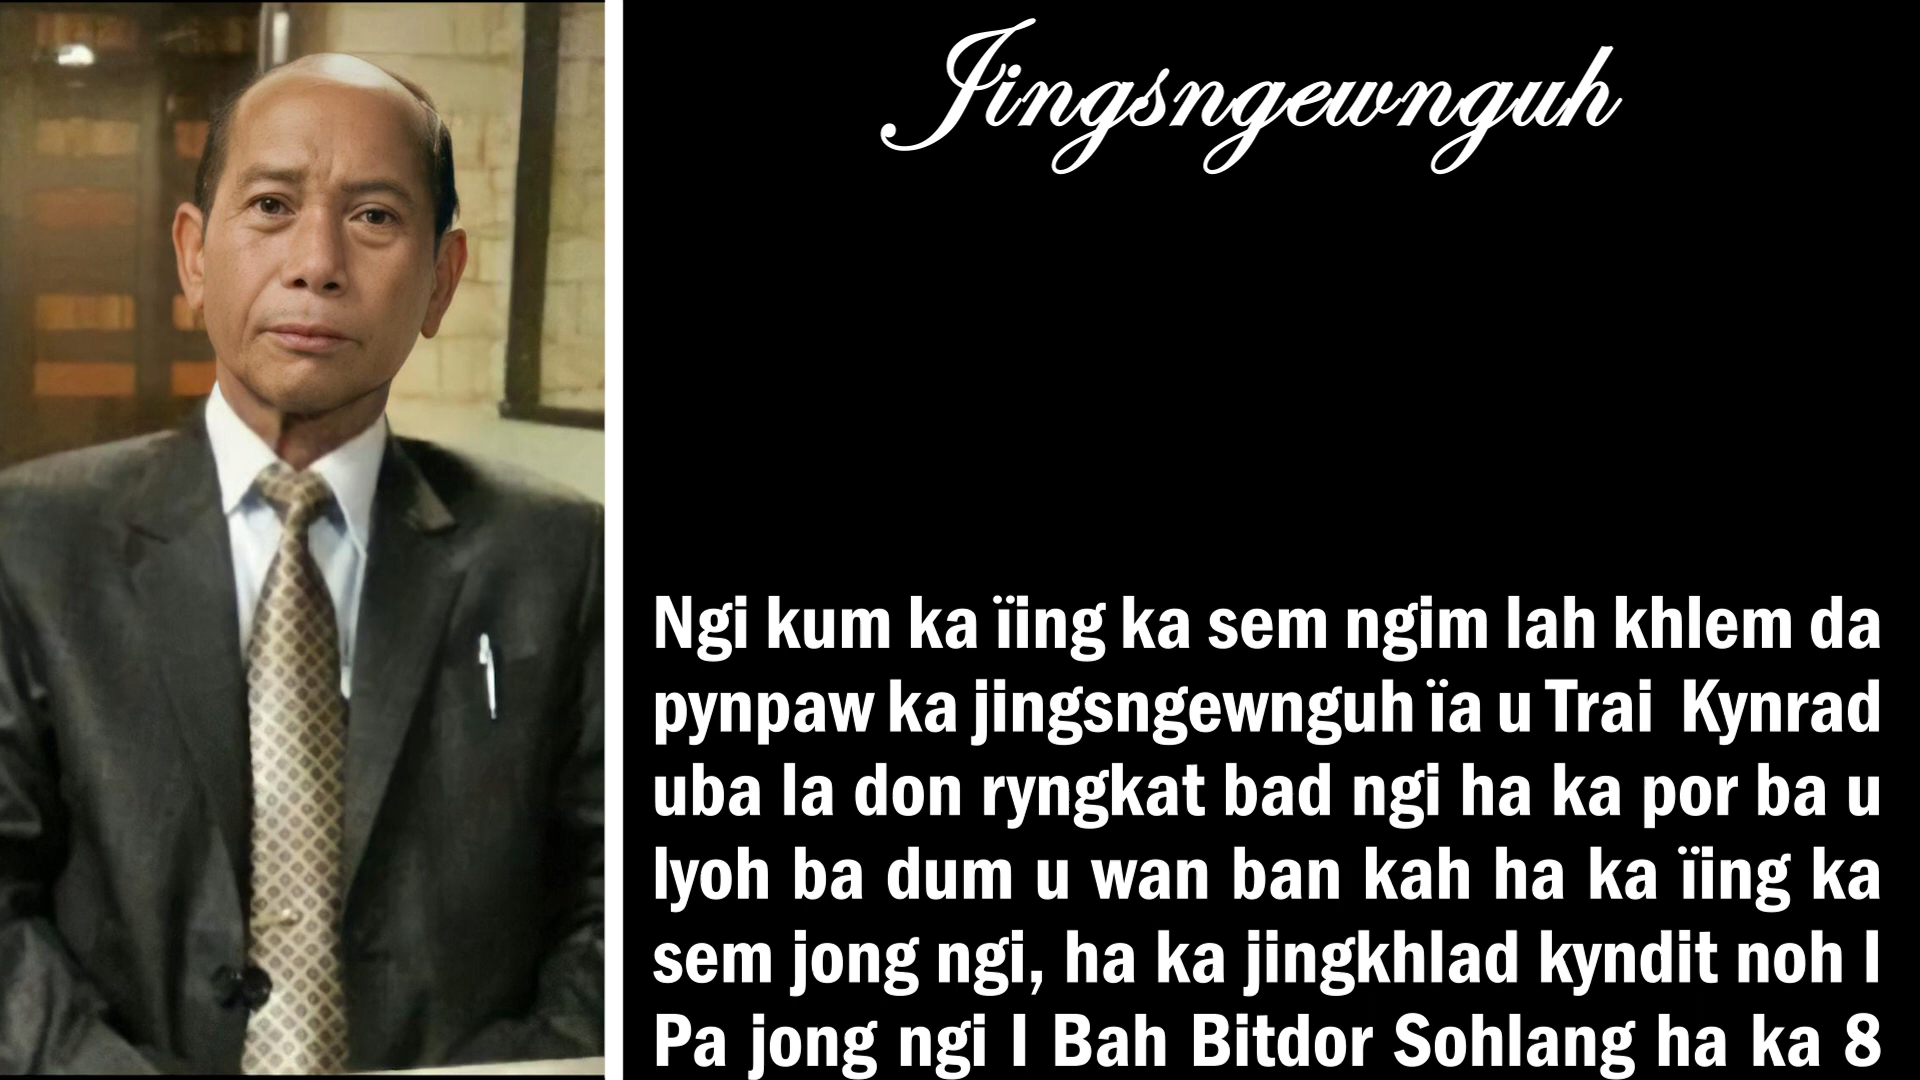 Jingsngewnguh
Ngi kum ka ïing ka sem ngim lah khlem da
pynpaw ka jingsngewnguh ïa u Trai Kynrad
uba la don ryngkat bad ngi ha ka por ba u
lyoh ba dum u wan ban kah ha ka ïing ka
sem jong ngi, ha ka jingkhlad kyndit noh I
Pa jong ngi I Bah Bitdor Sohlang ha ka 8